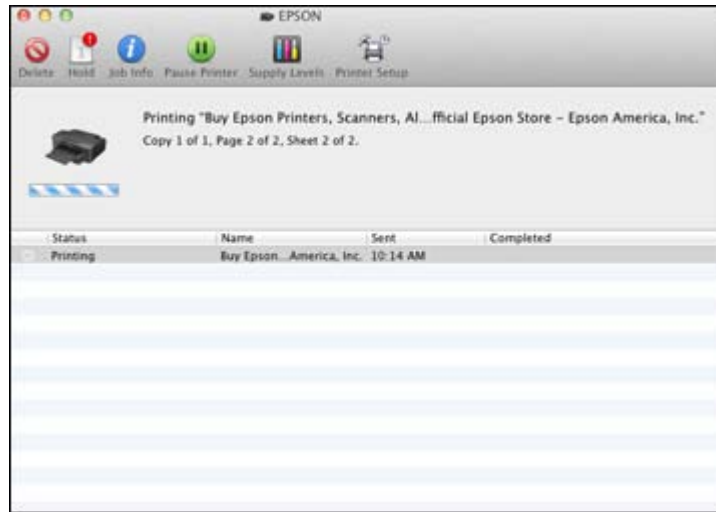 EPSON
Delete Hold Job Info Pause Printer Supply Levels Printer Setup
Printing "Buy Epson Printers, Scanners, Al...fficial Epson Store – Epson America, Inc."
Copy 1 of 1, Page 2 of 2, Sheet 2 of 2.
Status Name Sent Completed
Printing Buy Epson...America, Inc. 10:14 AM